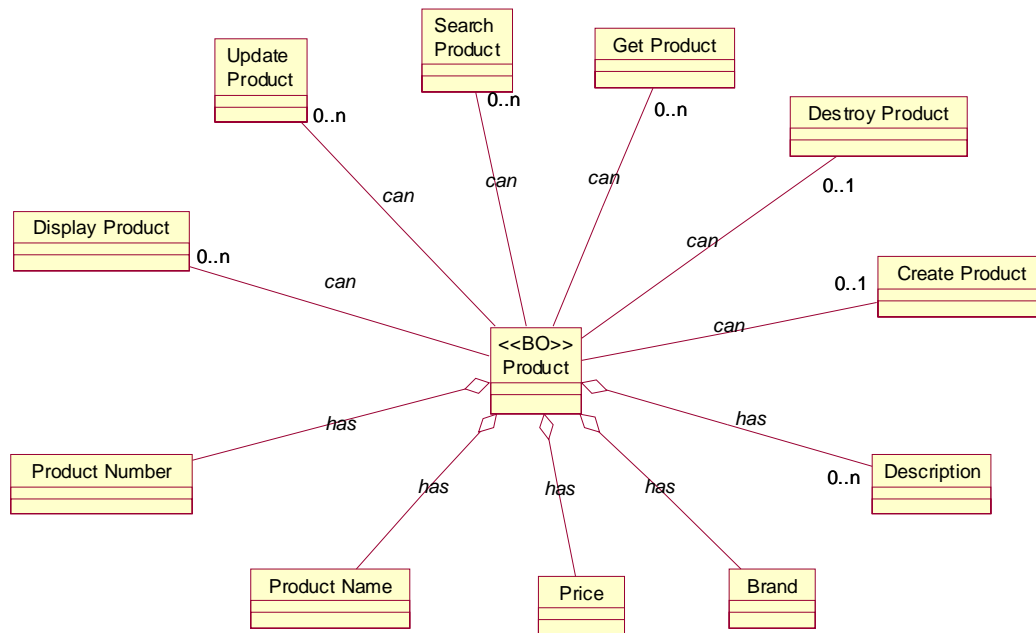 Search
Product
Get Product
Update
Product
0..n
0..n
0..n
Destroy Product
can
can
can
0..1
Display Product
0..n
can
can
0..1
Create Product
can
<<BO>>
Product
has
has
Product Number
has
has
has
0..n
Description
Product Name
Price
Brand